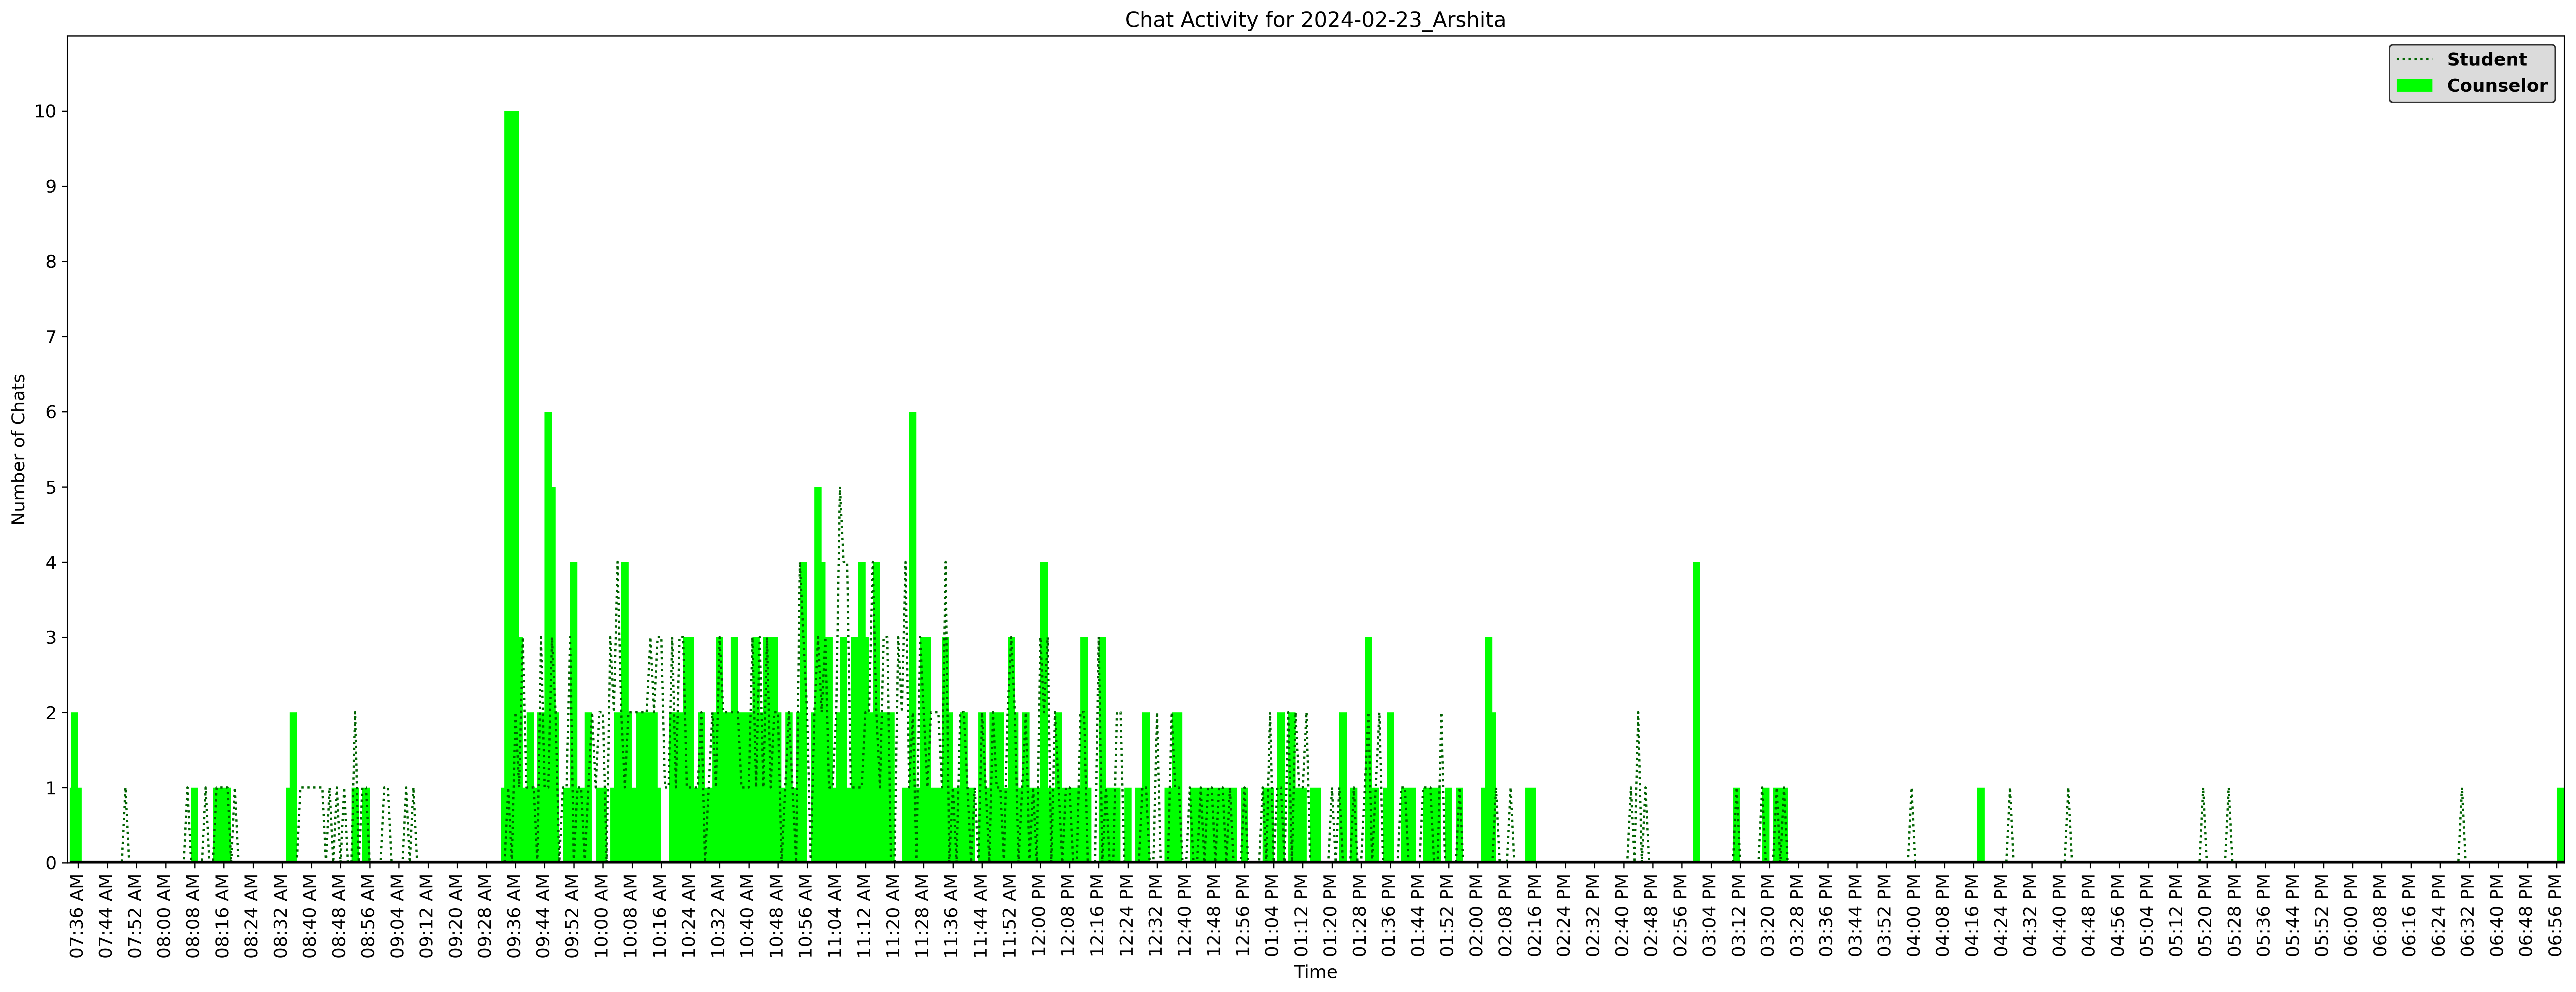 Chat Activity for 2024-02-23_Arshita
Student
Counselor
Number of Chats
10
9
8
7
6
5
4
3
2
1
0
07:36 AM
07:44 AM
07:52 AM
08:00 AM
08:08 AM
08:16 AM
08:24 AM
08:32 AM
08:40 AM
08:48 AM
08:56 AM
09:04 AM
09:12 AM
09:20 AM
09:28 AM
09:36 AM
09:44 AM
09:52 AM
10:00 AM
10:08 AM
10:16 AM
10:24 AM
10:32 AM
10:40 AM
10:48 AM
10:56 AM
11:04 AM
11:12 AM
11:20 AM
11:28 AM
11:36 AM
11:44 AM
11:52 AM
12:00 PM
12:08 PM
12:16 PM
12:24 PM
12:32 PM
12:40 PM
12:48 PM
12:56 PM
01:04 PM
01:12 PM
01:20 PM
01:28 PM
01:36 PM
01:44 PM
01:52 PM
02:00 PM
02:08 PM
02:16 PM
02:24 PM
02:32 PM
02:40 PM
02:48 PM
02:56 PM
03:04 PM
03:12 PM
03:20 PM
03:28 PM
03:36 PM
03:44 PM
03:52 PM
04:00 PM
04:08 PM
04:16 PM
04:24 PM
04:32 PM
04:40 PM
04:48 PM
04:56 PM
05:04 PM
05:12 PM
05:20 PM
05:28 PM
05:36 PM
05:44 PM
05:52 PM
06:00 PM
06:08 PM
06:16 PM
06:24 PM
06:32 PM
06:40 PM
06:48 PM
06:56 PM
Time